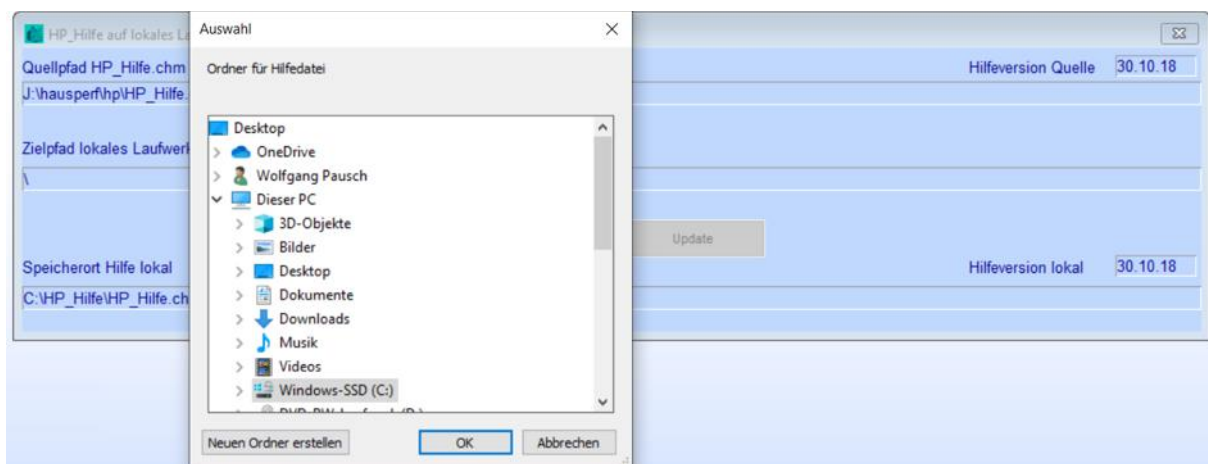 HP_Hilfe auf lokales La
Auswahl
Quellpfad HP_Hilfe.chm
Ordner für Hilfedatei
Hilfeversion Quelle 30.10.18
J:\hausperf\hp\HP_Hilfe.
Desktop
Zielpfad lokales Laufwerk
OneDrive
\
Wolfgang Pausch
Dieser PC
3D-Objekte
Update
Bilder
Speicherort Hilfe lokal
Desktop
Hilfeversion lokal 30.10.18
C:\HP_Hilfe\HP_Hilfe.ch
Dokumente
Downloads
Musik
Videos
Windows-SSD (C:)
Neuen Ordner erstellen
OK
Abbrechen